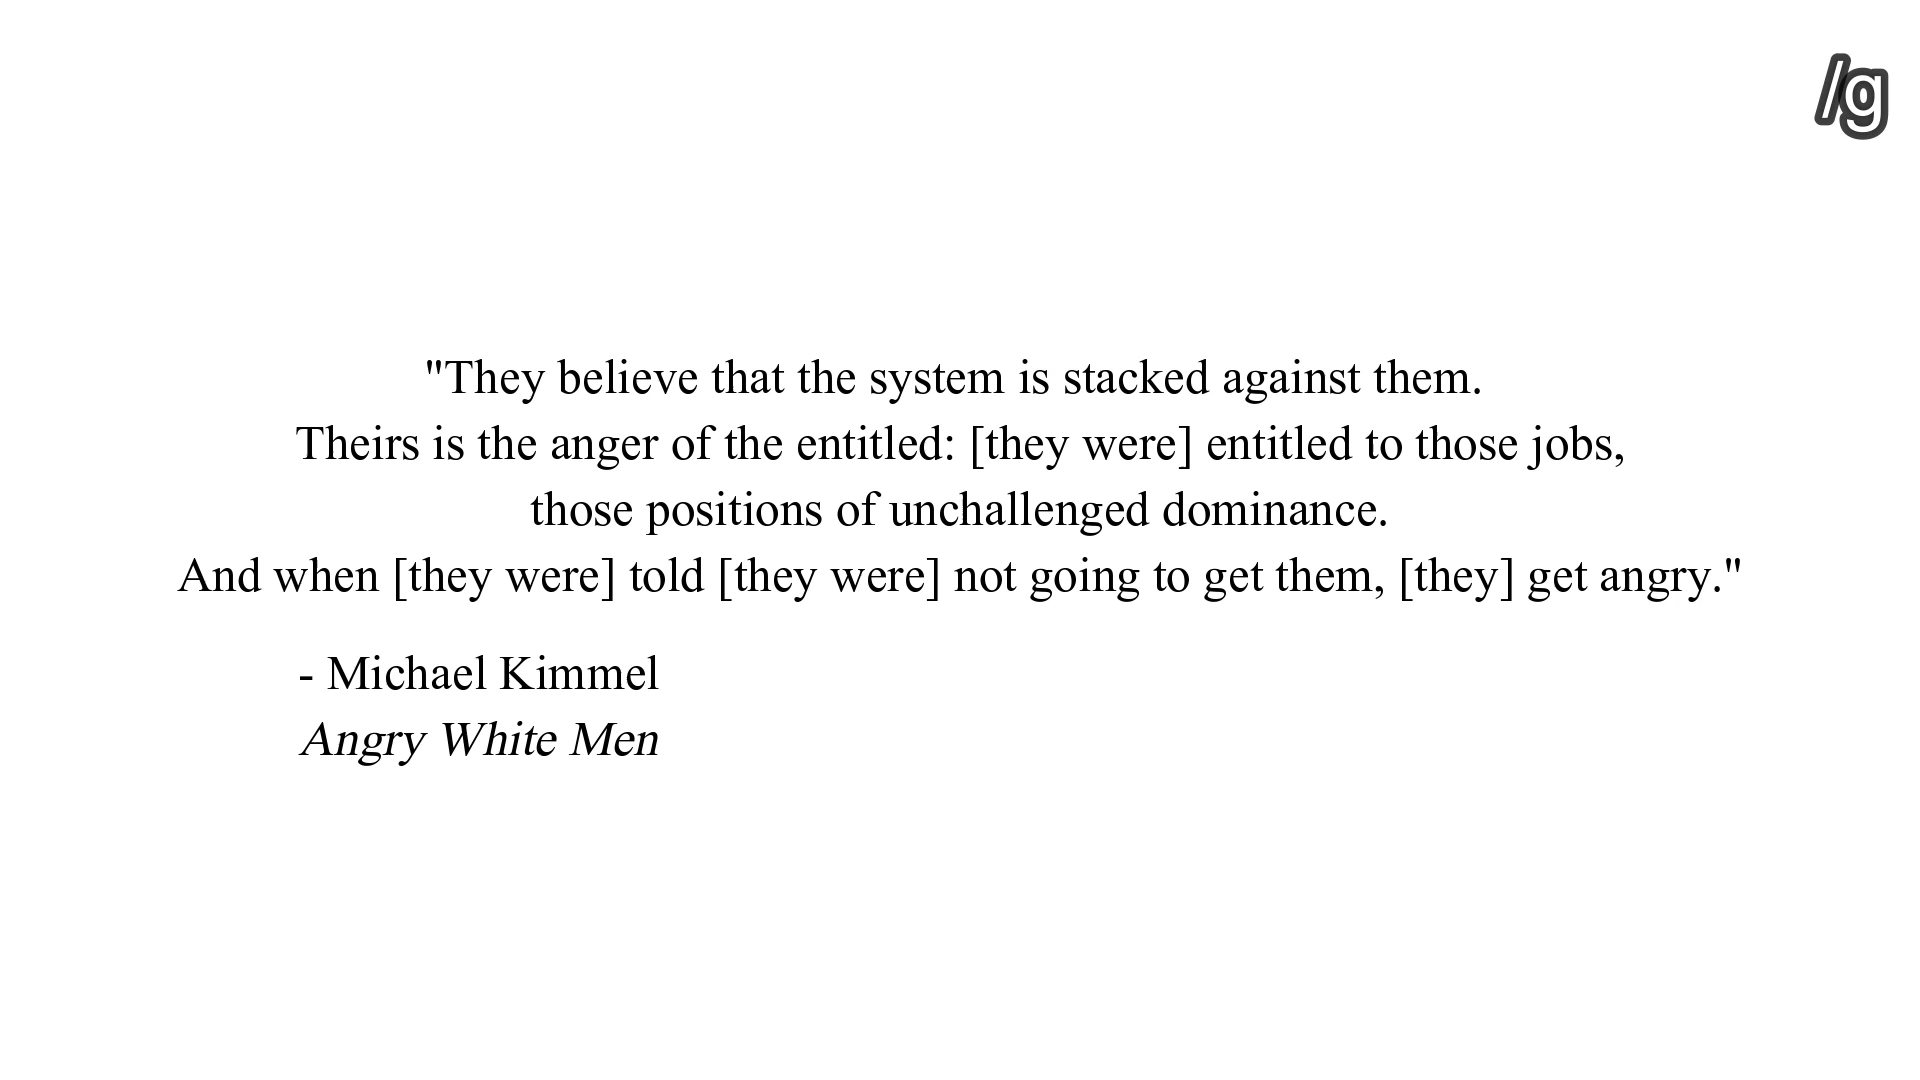 /g
"They believe that the system is stacked against them.
Theirs is the anger of the entitled: [they were] entitled to those jobs,
those positions of unchallenged dominance.
And when [they were] told [they were] not going to get them, [they] get angry."
- Michael Kimmel
Angry White Men